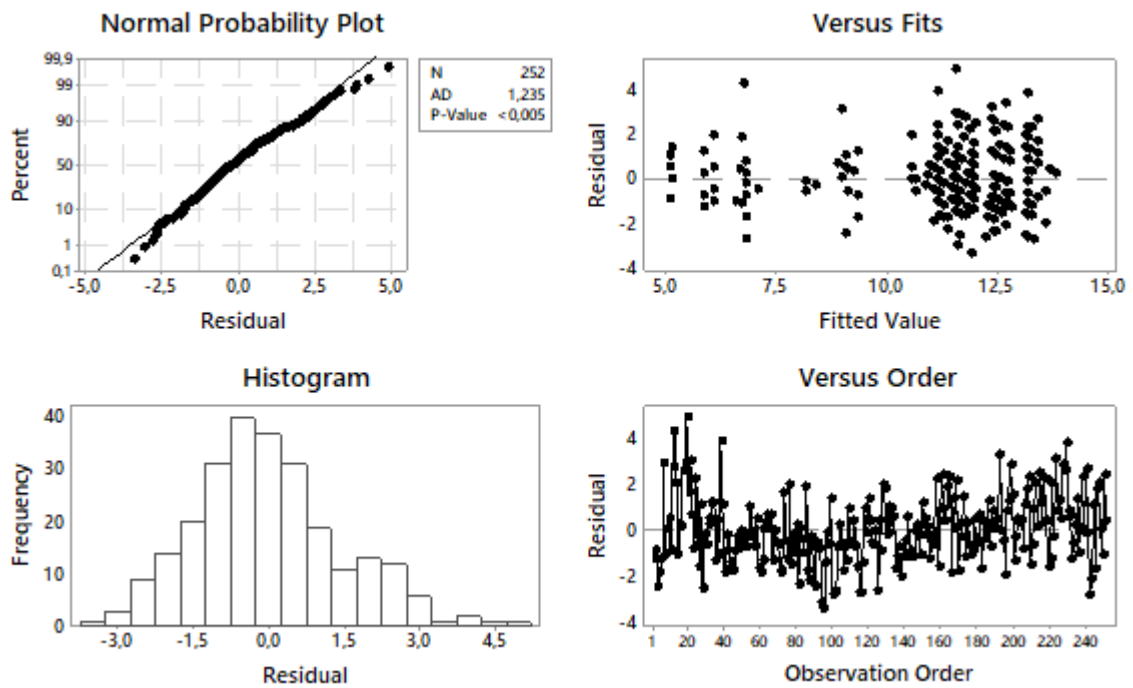 Normal Probability Plot
99,9
99
90
50
10
1
0,1
Percent
-5,0 -2,5 0,0 2,5 5,0
Residual
N 252
AD 1,235
P-Value <0,005
Versus Fits
4
2
0
-2
-4
Residual
5,0 7,5 10,0 12,5 15,0
Fitted Value
Histogram
40
30
20
10
0
Frequency
-3,0 -1,5 0,0 1,5 3,0 4,5
Residual
Versus Order
4
2
0
-2
-4
Residual
1 20 40 60 80 100 120 140 160 180 200 220 240
Observation Order